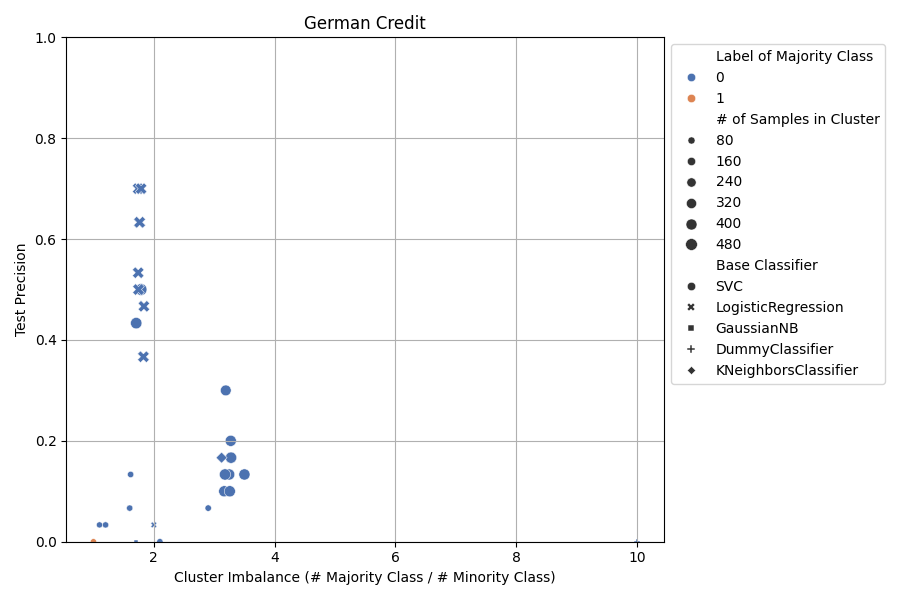 German Credit
1.0
0.8
0.6
0.4
0.2
0.0
Test Precision
2
4
6
8
10
Cluster Imbalance (# Majority Class / # Minority Class)
Label of Majority Class
0
1
# of Samples in Cluster
80
160
240
320
400
480
Base Classifier
SVC
LogisticRegression
GaussianNB
DummyClassifier
KNeighborsClassifier